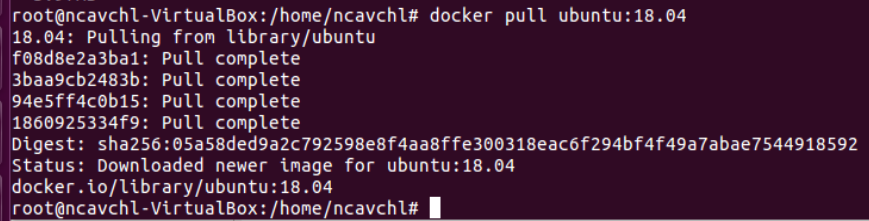 root@ncavchl-VirtualBox:/home/ncavchl# docker pull ubuntu:18.04
18.04: Pulling from library/ubuntu
f08d8e2a3ba1: Pull complete
3baa9cb2483b: Pull complete
94e5ff4c0b15: Pull complete
1860925334f9: Pull complete
Digest: sha256:05a58ded9a2c792598e8f4aa8ffe300318eac6f294bf4f49a7abae7544918592
Status: Downloaded newer image for ubuntu:18.04
docker.io/library/ubuntu:18.04
root@ncavchl-VirtualBox:/home/ncavchl#